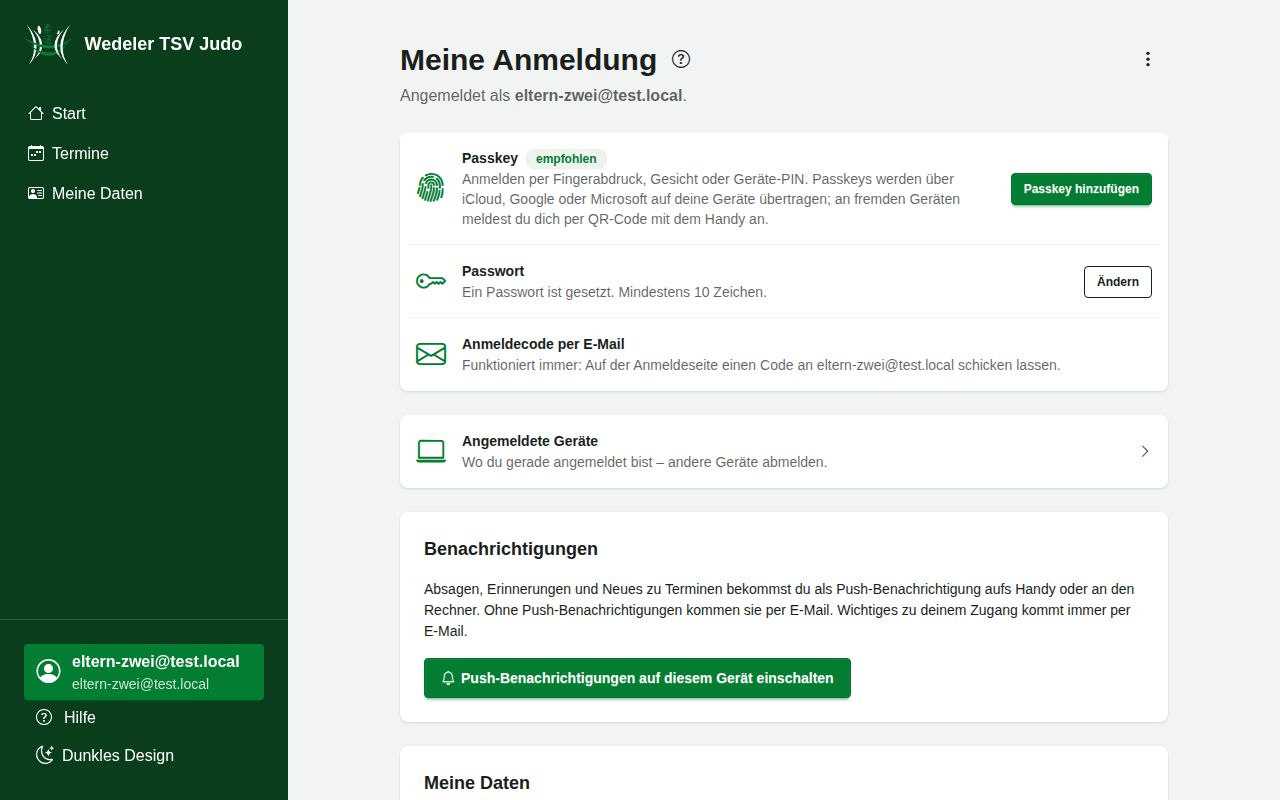 Wedeler TSV Judo
Start
Termine
Meine Daten
eltern-zwei@test.local
eltern-zwei@test.local
Hilfe
Dunkles Design
Meine Anmeldung
Angemeldet als eltern-zwei@test.local.
Passkey empfohlen
Anmelden per Fingerabdruck, Gesicht oder Geräte-PIN. Passkeys werden über
iCloud, Google oder Microsoft auf deine Geräte übertragen; an fremden Geräten
meldest du dich per QR-Code mit dem Handy an.
Passkey hinzufügen
Passwort
Ein Passwort ist gesetzt. Mindestens 10 Zeichen.
Ändern
Anmeldecode per E-Mail
Funktioniert immer: Auf der Anmeldeseite einen Code an eltern-zwei@test.local schicken lassen.
Angemeldete Geräte
Wo du gerade angemeldet bist – andere Geräte abmelden.
Benachrichtigungen
Absagen, Erinnerungen und Neues zu Terminen bekommst du als Push-Benachrichtigung aufs Handy oder an den
Rechner. Ohne Push-Benachrichtigungen kommen sie per E-Mail. Wichtiges zu deinem Zugang kommt immer per
E-Mail.
Push-Benachrichtigungen auf diesem Gerät einschalten
Meine Daten